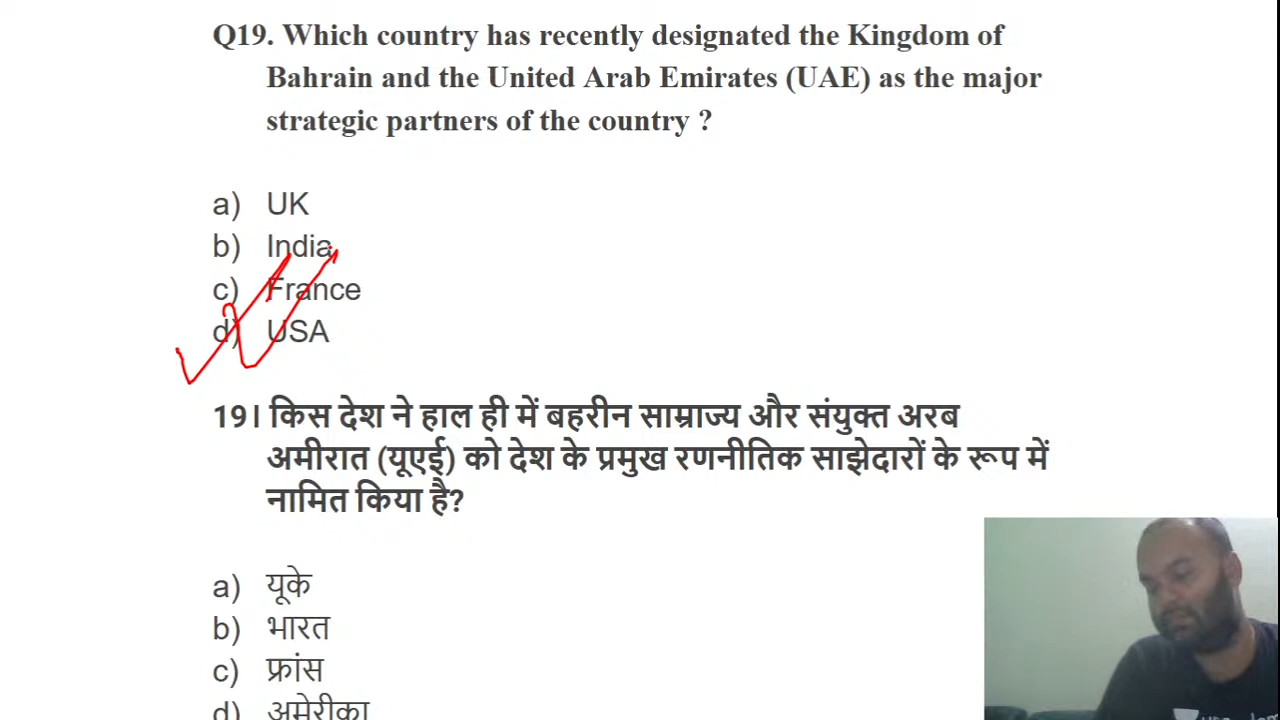 Q19. Which country has recently designated the Kingdom of
Bahrain and the United Arab Emirates (UAE) as the major
strategic partners of the country ?
a) UK
b) India
c) France
d) USA
19। किस देश ने हाल ही में बहरीन साम्राज्य और संयुक्त अरब
अमीरात (यूएई) को देश के प्रमुख रणनीतिक साझेदारों के रूप में
नामित किया है?
a) यूके
b) भारत
c) फ्रांस
d) अमेरीका